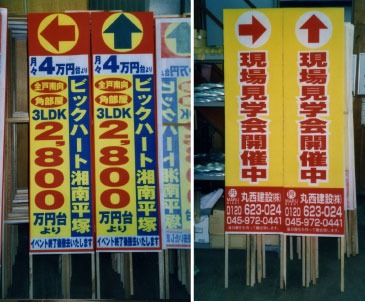 月々4万円台
全戸南向
角部屋
3LDK
2,800
万円台より
ビックハート湘南平塚
イベント終了後撤去いたします
月々4万円台
全戸南向
角部屋
3LDK
2,800
万円台より
ビックハート湘南平塚
イベント終了後撤去いたします
現場見学会開催中
丸西建設㈱
0120 623-024
045-972-0441
現場見学会開催中
丸西建設㈱
0120 623-024
045-972-0441